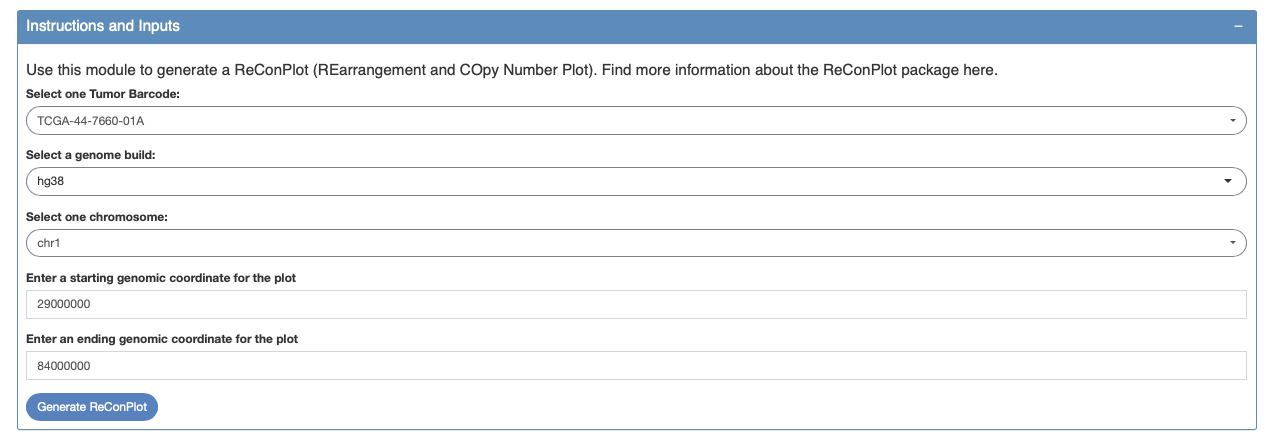 Instructions and Inputs
Use this module to generate a ReConPlot (REarrangement and COpy Number Plot). Find more information about the ReConPlot package here.
Select one Tumor Barcode:
TCGA-44-7660-01A
Select a genome build:
hg38
Select one chromosome:
chr1
Enter a starting genomic coordinate for the plot
29000000
Enter an ending genomic coordinate for the plot
84000000
Generate ReConPlot